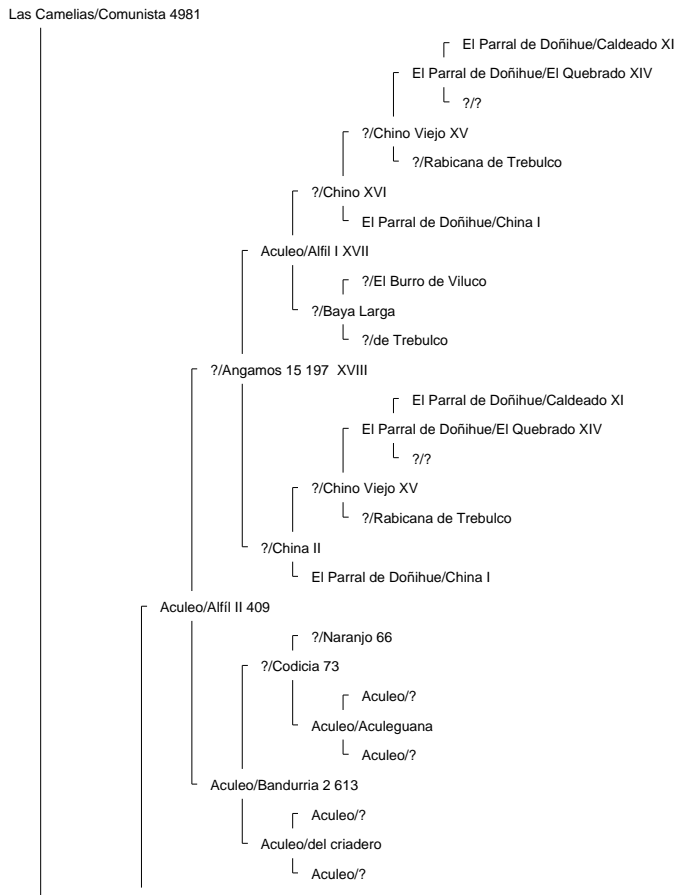 Las Camelias/Comunista 4981
El Parral de Doñihue/Caldeado XI
El Parral de Doñihue/El Quebrado XIV
?/?
?/Chino Viejo XV
?/Rabicana de Trebulco
?/Chino XVI
El Parral de Doñihue/China I
Aculeo/Alfil I XVII
?/El Burro de Viluco
?/Baya Larga
?/de Trebulco
?/Angamos 15 197 XVIII
El Parral de Doñihue/Caldeado XI
El Parral de Doñihue/El Quebrado XIV
?/?
?/Chino Viejo XV
?/Rabicana de Trebulco
?/China II
El Parral de Doñihue/China I
Aculeo/Alfíl II 409
?/Naranjo 66
?/Codicia 73
Aculeo/?
Aculeo/Aculeguana
Aculeo/?
Aculeo/Bandurria 2 613
Aculeo/?
Aculeo/del criadero
Aculeo/?